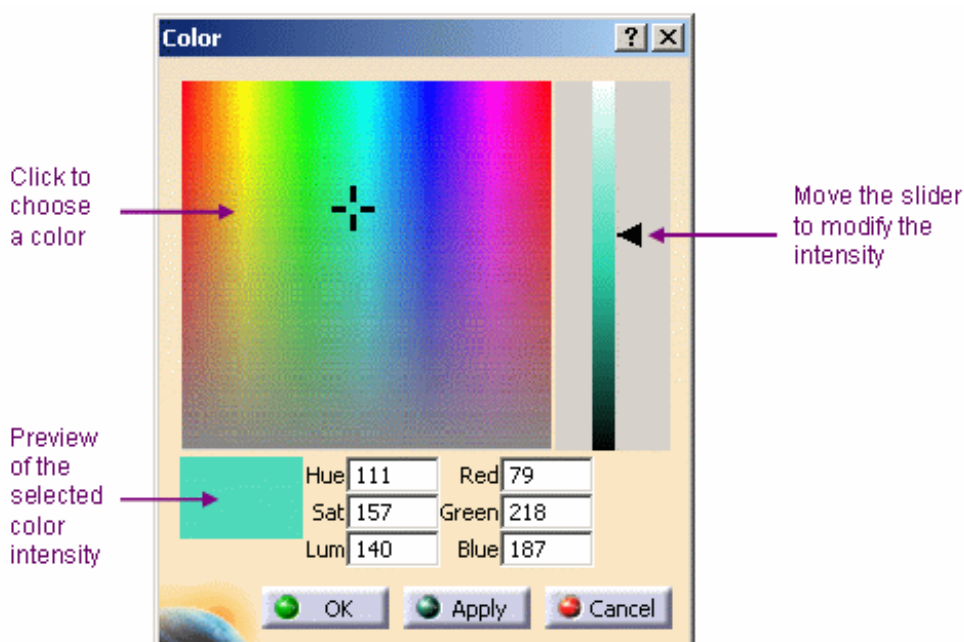 Color
?
Click to
choose
a color
Move the slider
to modify the
intensity
Preview
of the
selected
color
intensity
Hue 111 Red 79
Sat 157 Green 218
Lum 140 Blue 187
OK Apply Cancel